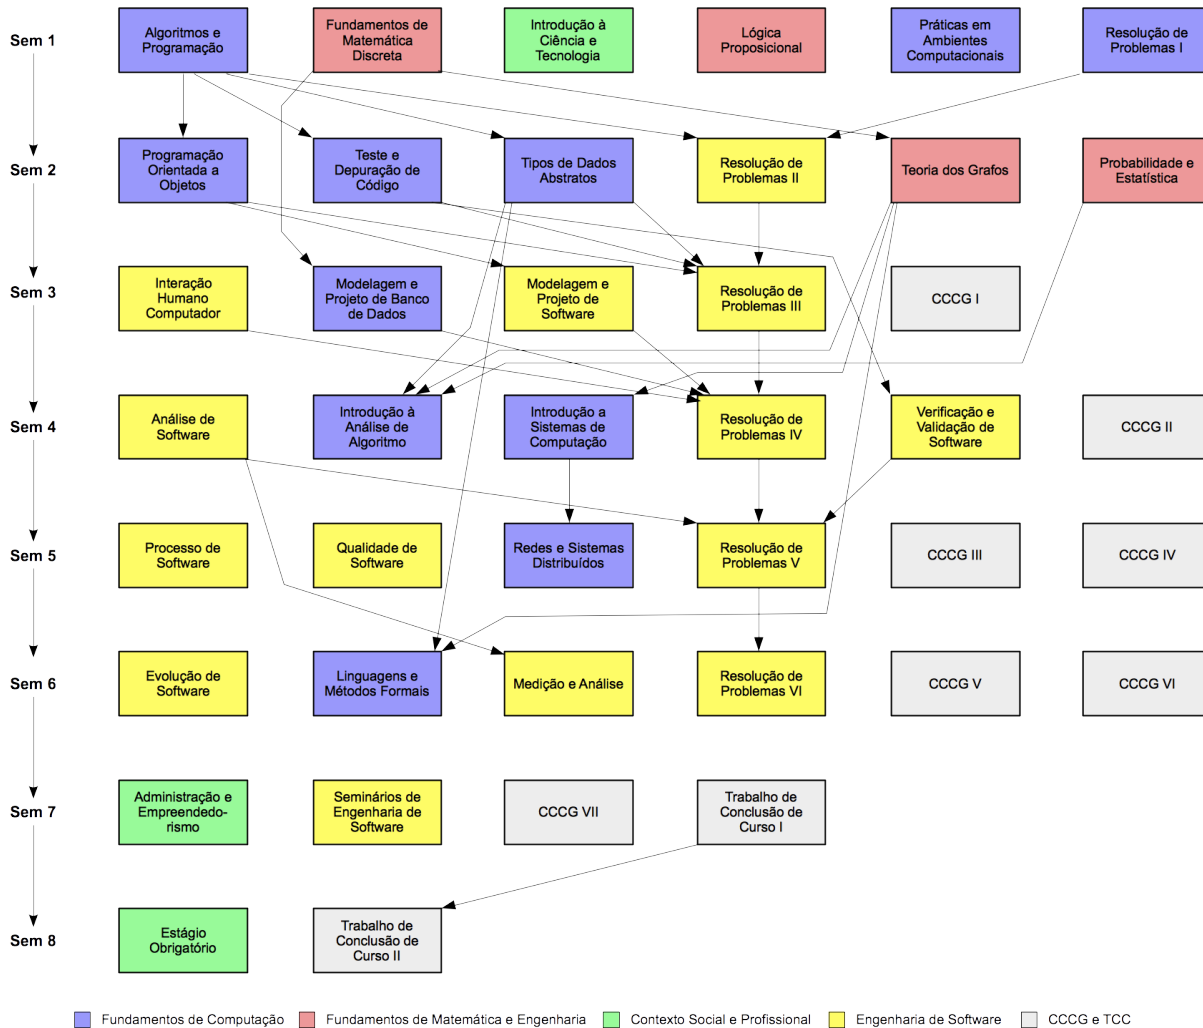 Sem 1
Algoritmos e
Programação
Fundamentos de
Matemática
Discreta
Introdução à
Ciência e
Tecnologia
Lógica
Proposicional
Práticas em
Ambientes
Computacionais
Resolução de
Problemas I
Sem 2
Programação
Orientada a
Objetos
Teste e
Depuração de
Código
Tipos de Dados
Abstratos
Resolução de
Problemas II
Teoria dos Grafos
Probabilidade e
Estatística
Sem 3
Interação
Humano
Computador
Modelagem e
Projeto de Banco
de Dados
Modelagem e
Projeto de
Software
Resolução de
Problemas III
CCCG I
Sem 4
Análise de
Software
Introdução à
Análise de
Algoritmo
Introdução a
Sistemas de
Computação
Resolução de
Problemas IV
Verificação e
Validação de
Software
CCCG II
Sem 5
Processo de
Software
Qualidade de
Software
Redes e Sistemas
Distribuídos
Resolução de
Problemas V
CCCG III
CCCG IV
Sem 6
Evolução de
Software
Linguagens e
Métodos Formais
Medição e Análise
Resolução de
Problemas VI
CCCG V
CCCG VI
Sem 7
Administração e
Empreendedo-
rismo
Seminários de
Engenharia de
Software
CCCG VII
Trabalho de
Conclusão de
Curso I
Sem 8
Estágio
Obrigatório
Trabalho de
Conclusão de
Curso II
Fundamentos de Computação
Fundamentos de Matemática e Engenharia
Contexto Social e Profissional
Engenharia de Software
CCCG e TCC